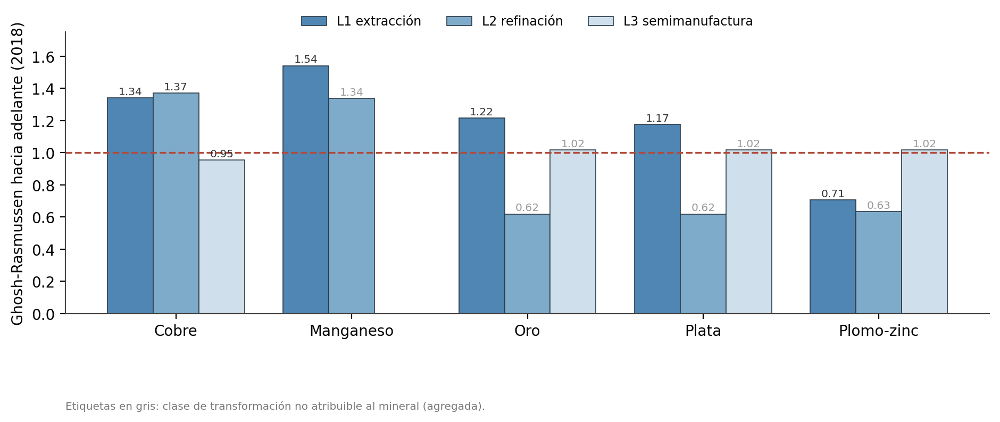 L1 extracción L2 refinación L3 semimanufactura
Ghosh-Rasmussen hacia adelante (2018)
1.6
1.4
1.2
1.0
0.8
0.6
0.4
0.2
0.0
1.34 1.37 0.95
1.54 1.34
1.22 0.62 1.02
1.17 0.62 1.02
0.71 0.63 1.02
Cobre Manganeso Oro Plata Plomo-zinc
Etiquetas en gris: clase de transformación no atribuible al mineral (agregada).